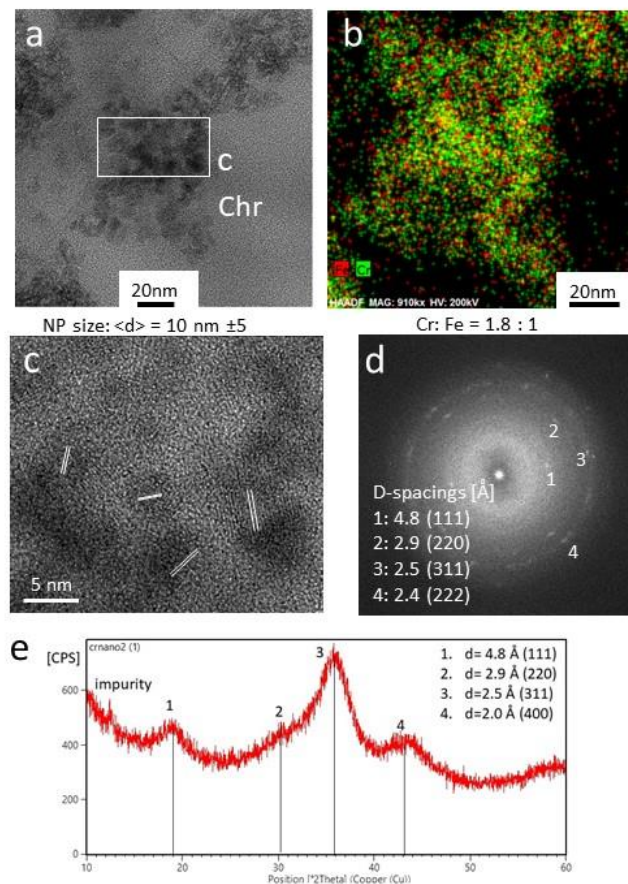 a
c
Chr
20nm
b
Fe Cr
HAADF MAG: 910kx HV: 200kV
20nm
NP size: <d> = 10 nm ±5
Cr: Fe = 1.8 : 1
c
5 nm
d
2
3
1
4
D-spacings [Å]
1: 4.8 (111)
2: 2.9 (220)
3: 2.5 (311)
4: 2.4 (222)
e
[CPS]
crnano2 (1)
impurity
1
2
3
4
1. d= 4.8 Å (111)
2. d= 2.9 Å (220)
3. d=2.5 Å (311)
4. d=2.0 Å (400)
600
400
200
0
10 20 30 40 50 60
Position [°2Theta] (Copper (Cu))